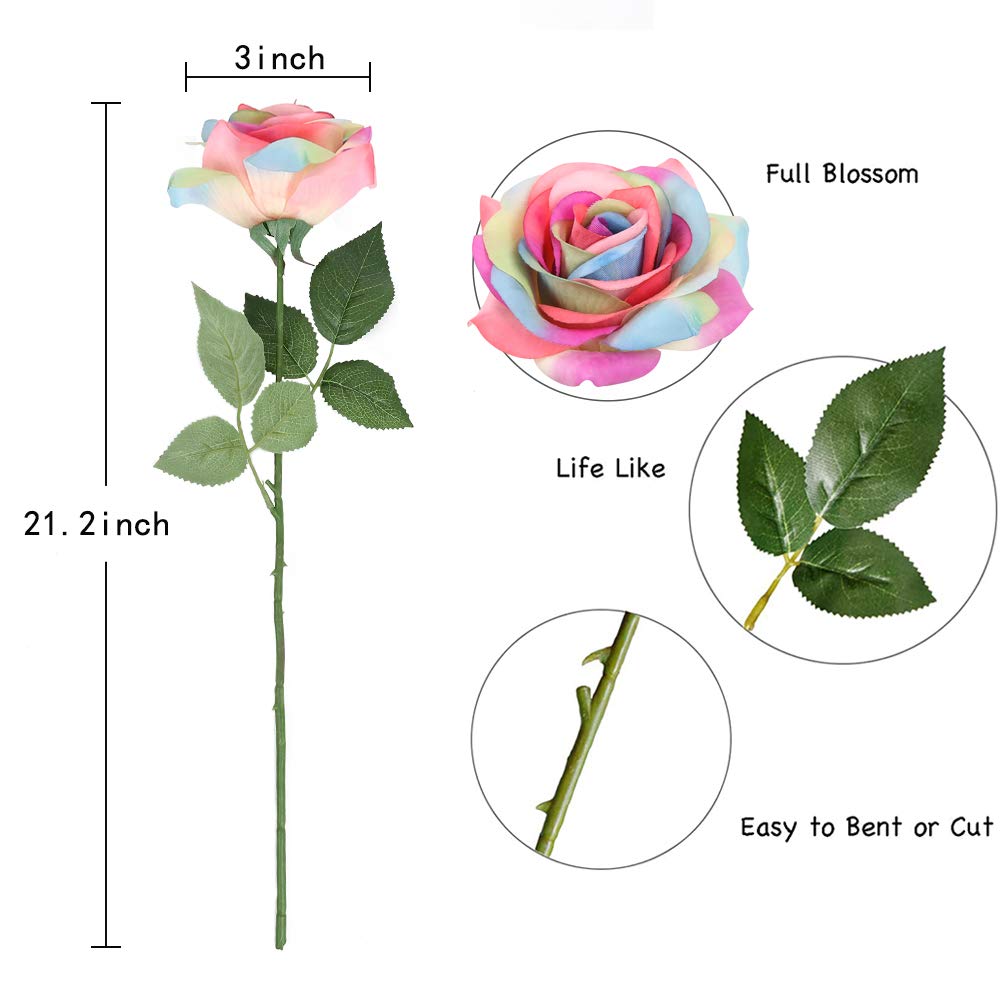 3inch
Full Blossom
Life Like
21.2inch
Easy to Bent or Cut